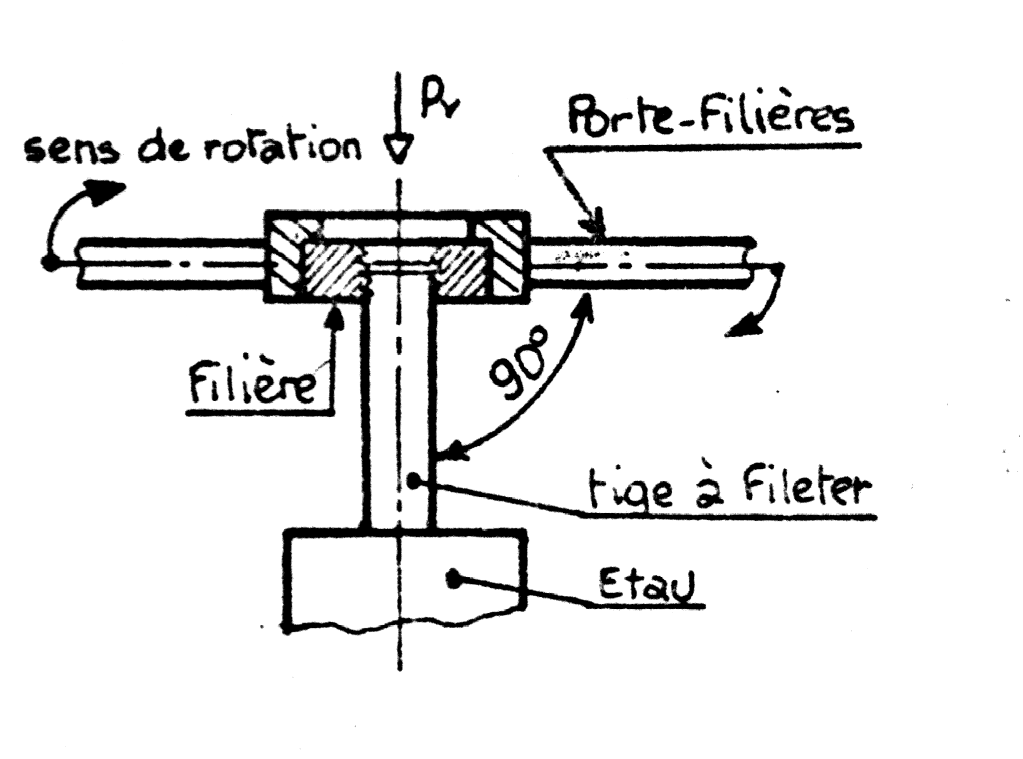 Pv
Porte-Filières
sens de rotation
Filière
90°
tige à Fileter
Etau